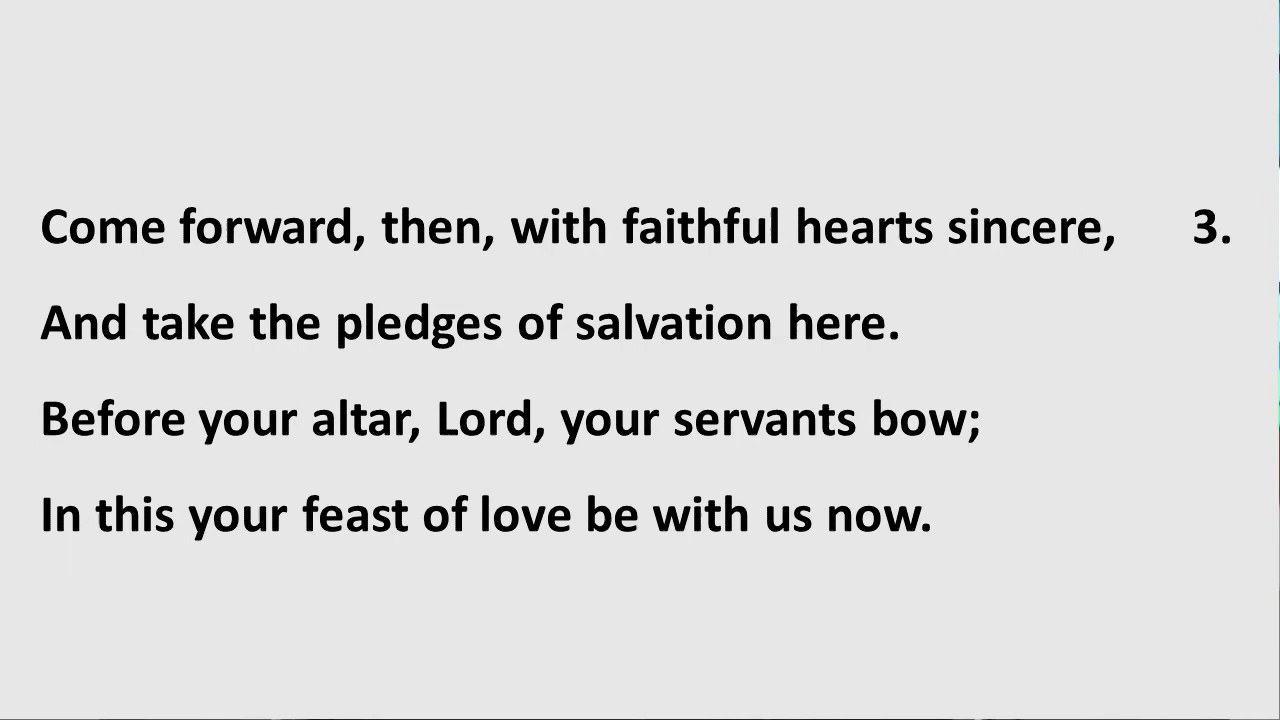 Come forward, then, with faithful hearts sincere, 3.
And take the pledges of salvation here.
Before your altar, Lord, your servants bow;
In this your feast of love be with us now.